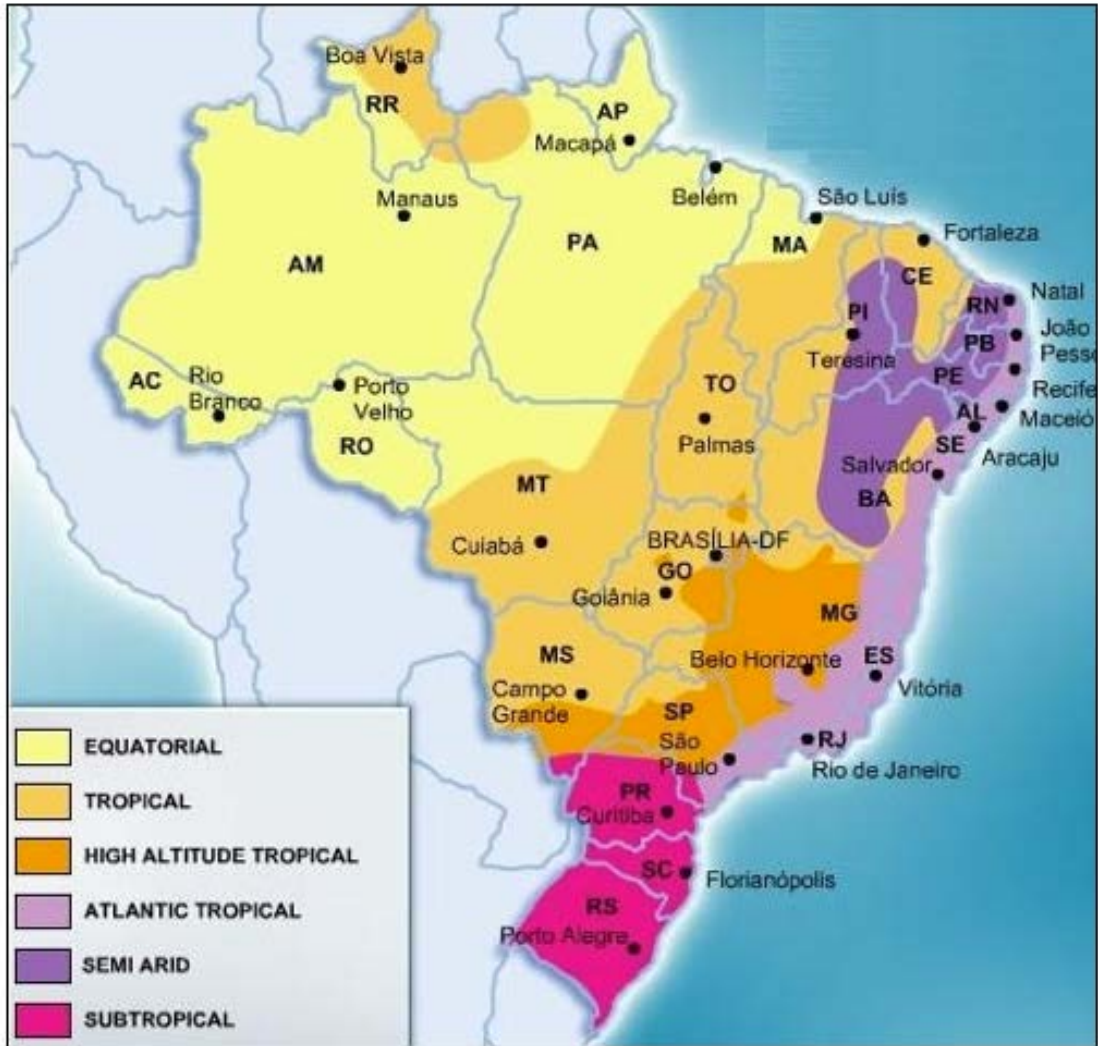 Boa Vista
RR
AP
Macapá
Belém
São Luís
Manaus
Fortaleza
PA
MA
AM
CE
RN
Natal
PI
João
Pesso
Teresina
PB
AC
Rio
Branco
Porto
Velho
TO
PE
Recife
AL
Maceió
RO
Palmas
SE
Aracaju
Salvador
MT
BA
Cuiabá
BRASÍLIA-DF
GO
Goiânia
MG
MS
Belo Horizonte
ES
Vitória
Campo
Grande
SP
São
Paulo
RJ
Rio de Janeiro
PR
Curitiba
SC
Florianópolis
RS
Porto Alegre
EQUATORIAL
TROPICAL
HIGH ALTITUDE TROPICAL
ATLANTIC TROPICAL
SEMI ARID
SUBTROPICAL